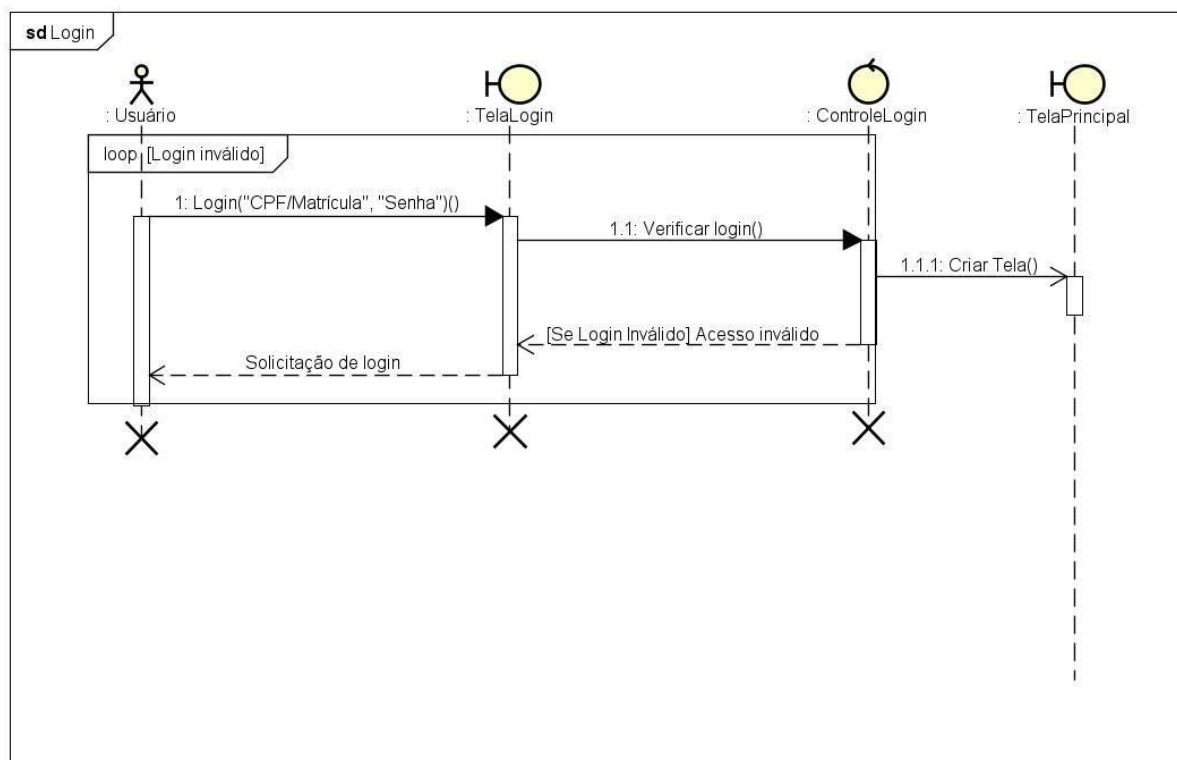 sd Login
: Usuário
: TelaLogin
: ControleLogin
: TelaPrincipal
loop [Login inválido]
1: Login("CPF/Matrícula", "Senha")()
1.1: Verificar login()
1.1.1: Criar Tela()
[Se Login Inválido] Acesso inválido
Solicitação de login